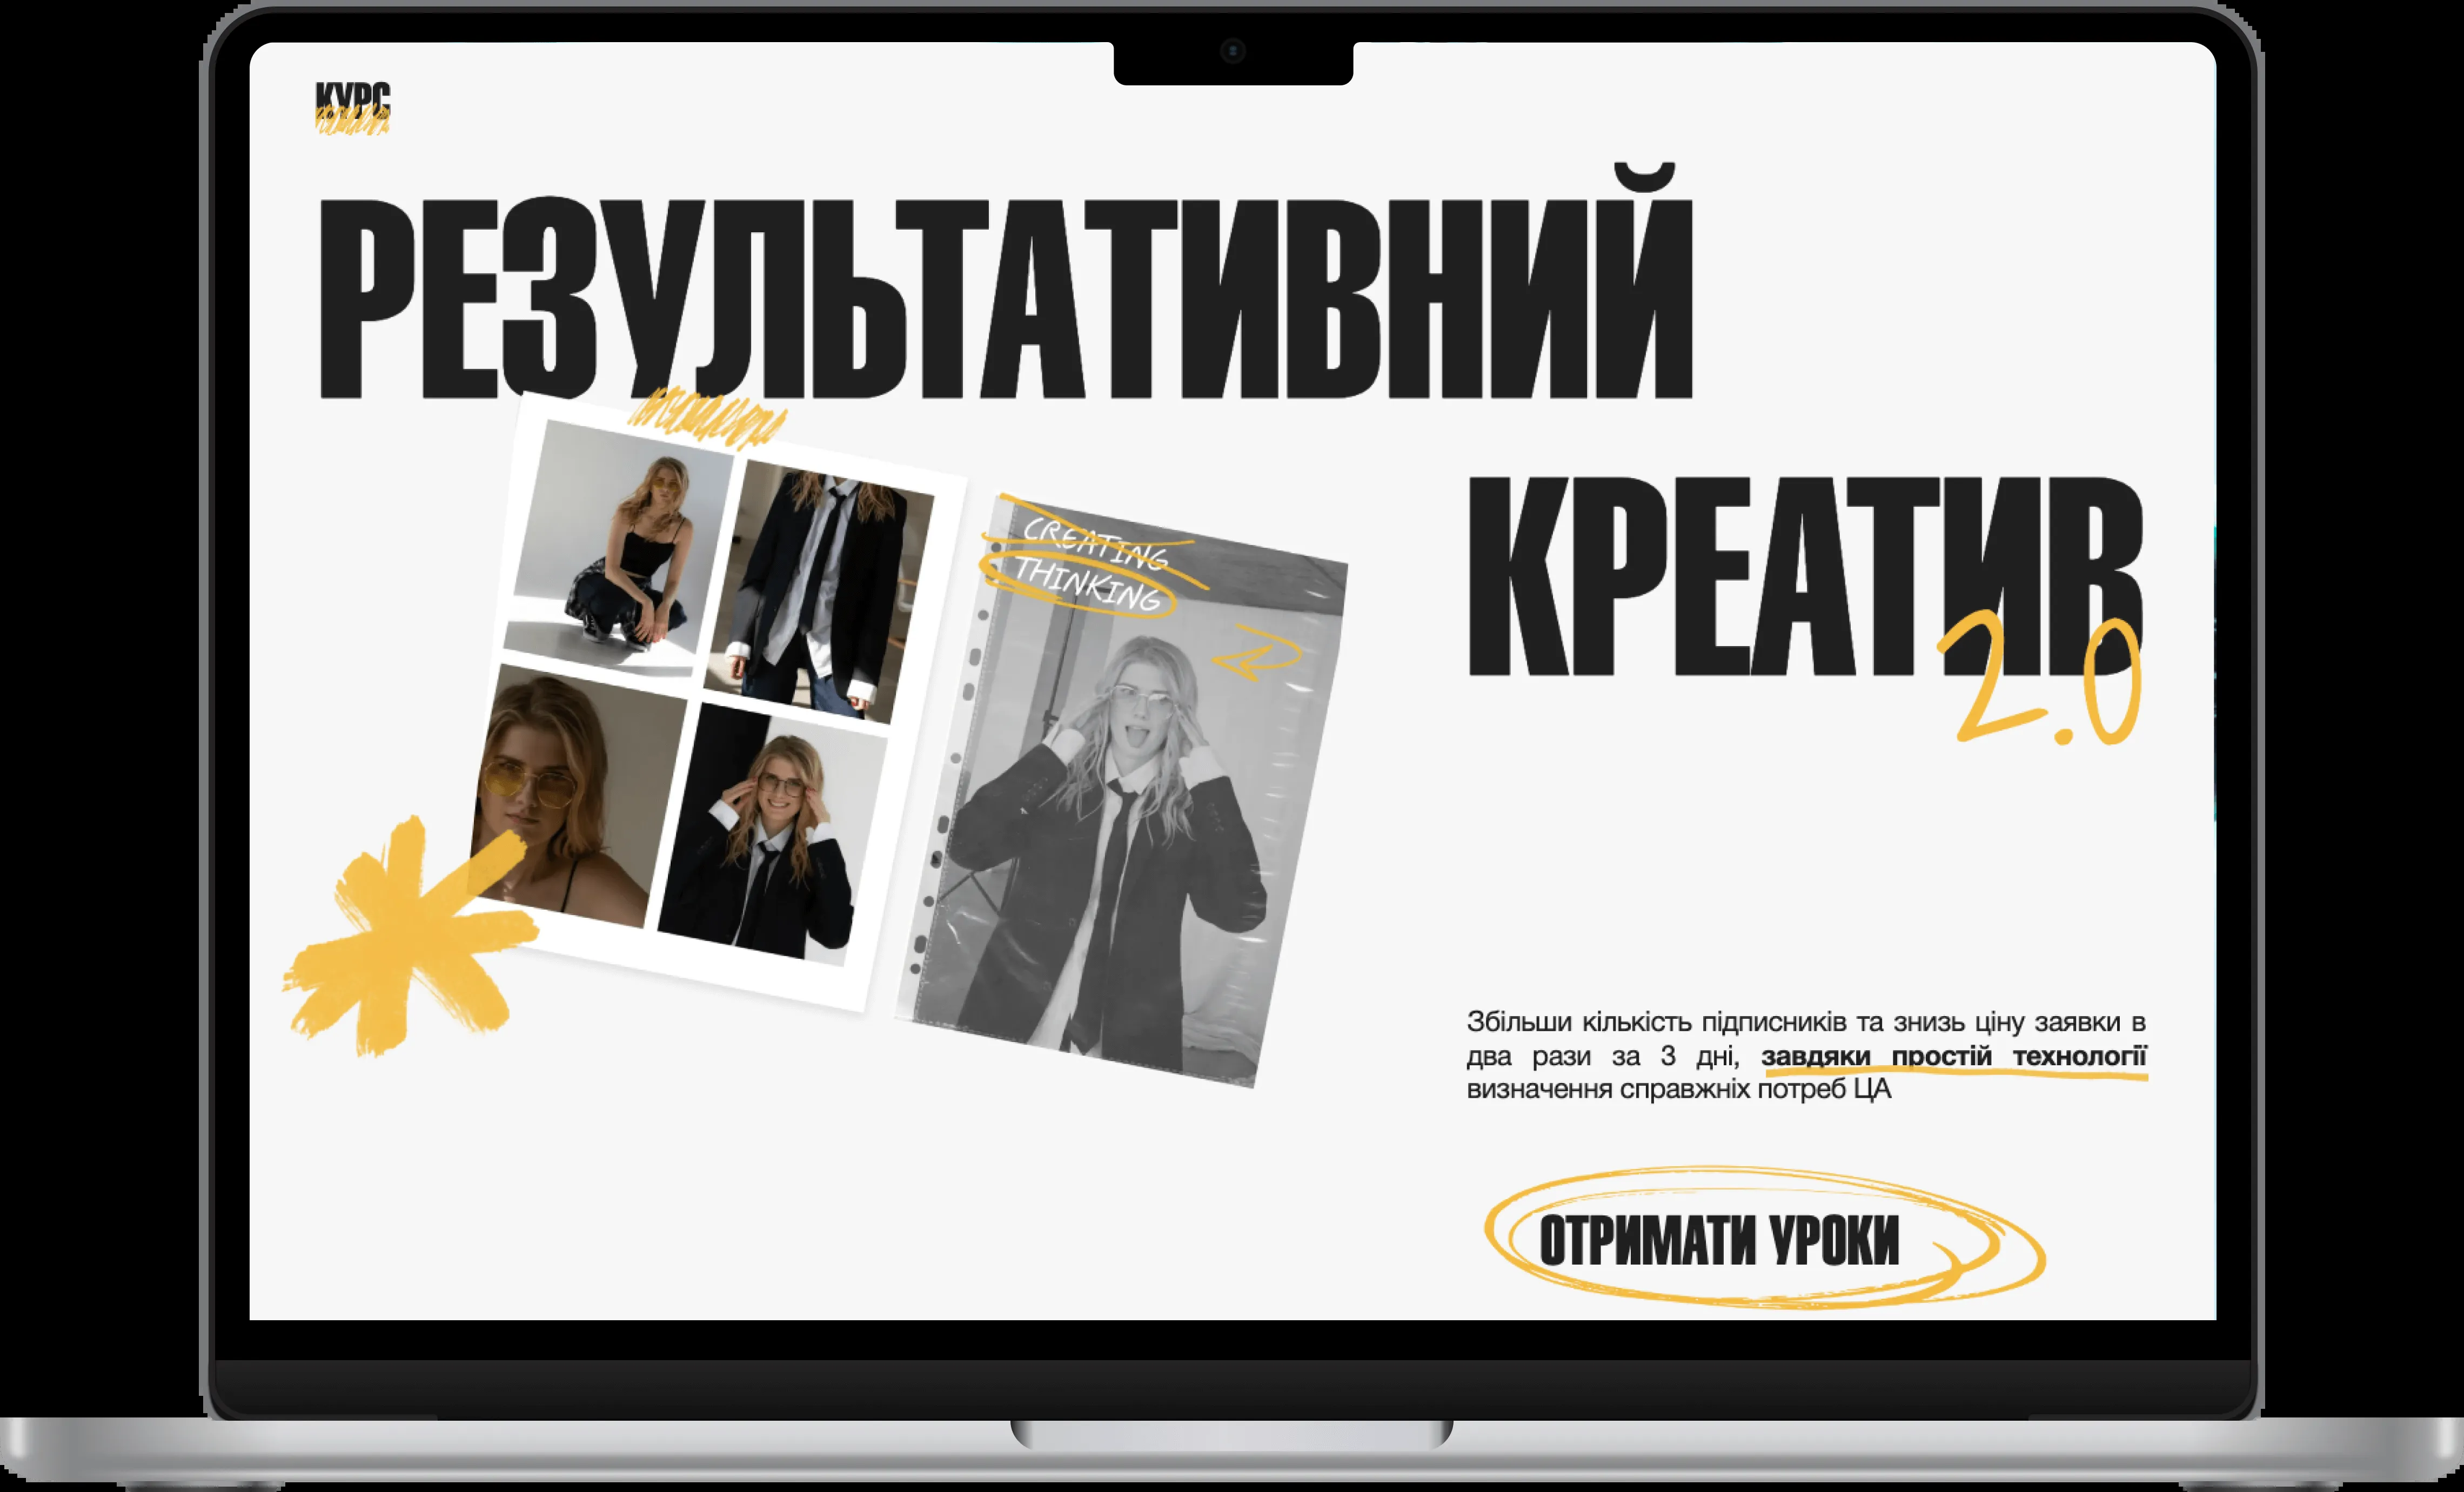 КУРС
РЕЗУЛЬТАТИВНИЙ
КРЕАТИВ
2.0
CREATING
THINKING
Збільши кількість підписників та знизь ціну заявки в
два рази за 3 дні, завдяки простій технології
визначення справжніх потреб ЦА
ОТРИМАТИ УРОКИ